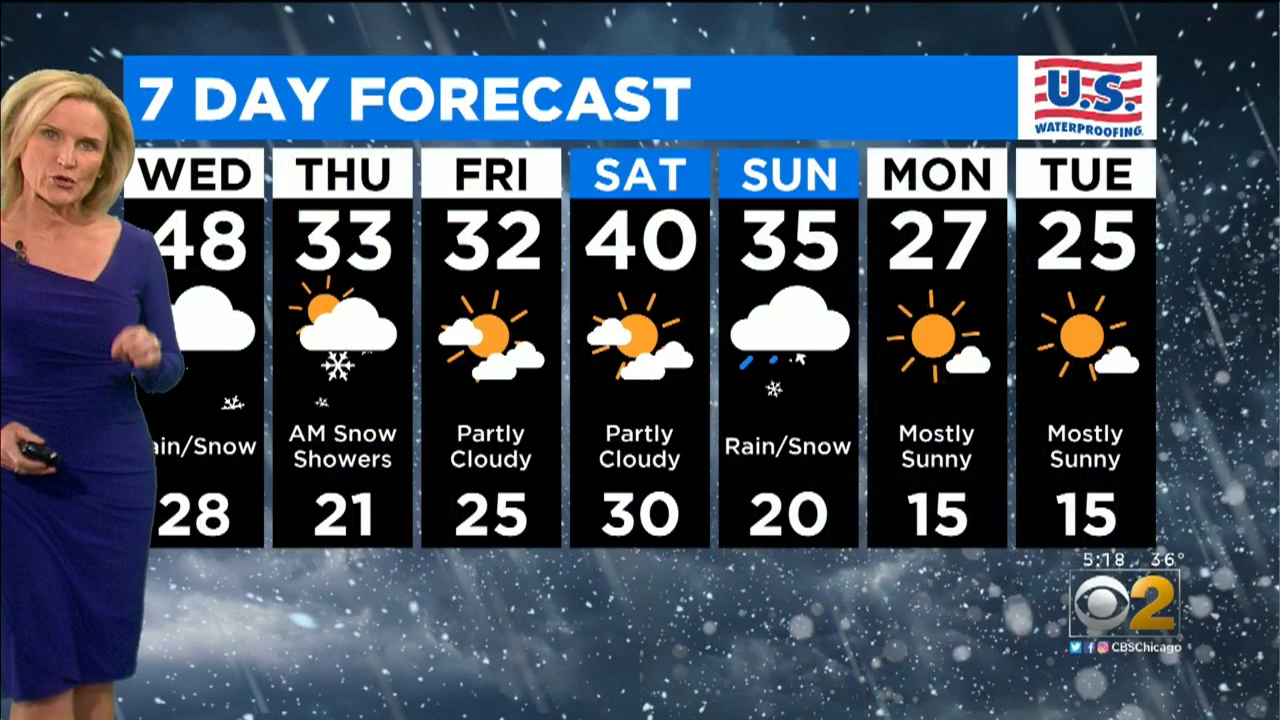 7 DAY FORECAST
U.S.
WATERPROOFING
WED THU FRI SAT SUN MON TUE
48 33 32 40 35 27 25
ain/Snow
AM Snow
Showers
Partly
Cloudy
Partly
Cloudy
Rain/Snow
Mostly
Sunny
Mostly
Sunny
28 21 25 30 20 15 15
5:18 36°
2
CBSChicago